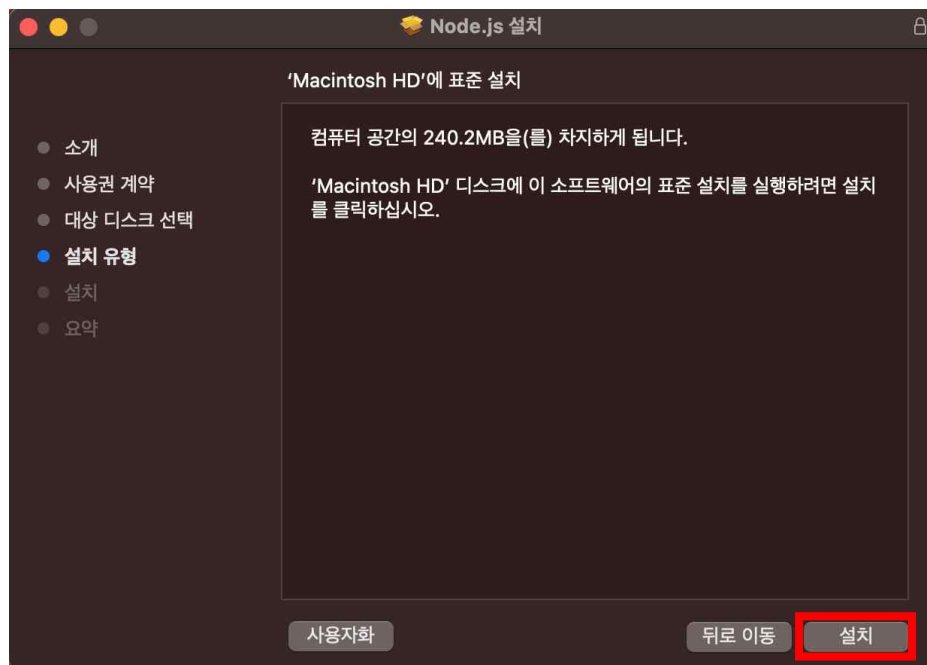 Node.js 설치
'Macintosh HD'에 표준 설치
소개
사용권 계약
대상 디스크 선택
설치 유형
설치
요약
컴퓨터 공간의 240.2MB을(를) 차지하게 됩니다.
'Macintosh HD' 디스크에 이 소프트웨어의 표준 설치를 실행하려면 설치
를 클릭하십시오.
사용자화
뒤로 이동
설치